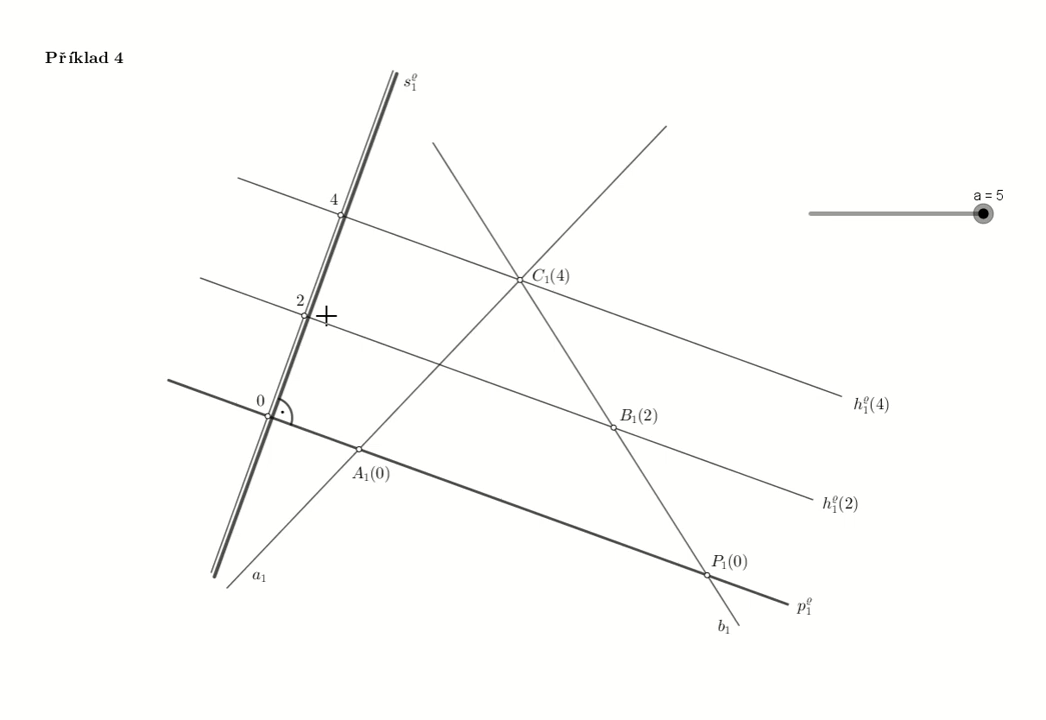 Příklad 4
s₁^ϱ
a = 5
4
C₁(4)
2
0
h₁^ϱ(4)
B₁(2)
A₁(0)
h₁^ϱ(2)
P₁(0)
a₁
p₁^ϱ
b₁